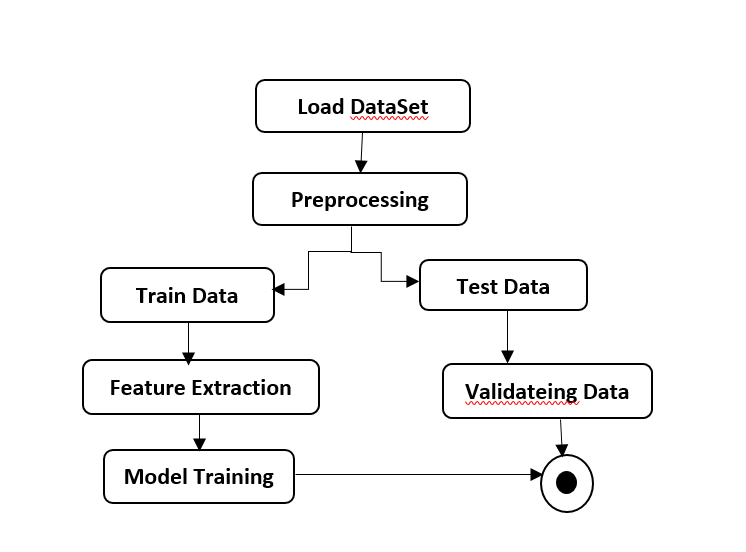 Load DataSet
Preprocessing
Train Data
Test Data
Feature Extraction
Validateing Data
Model Training